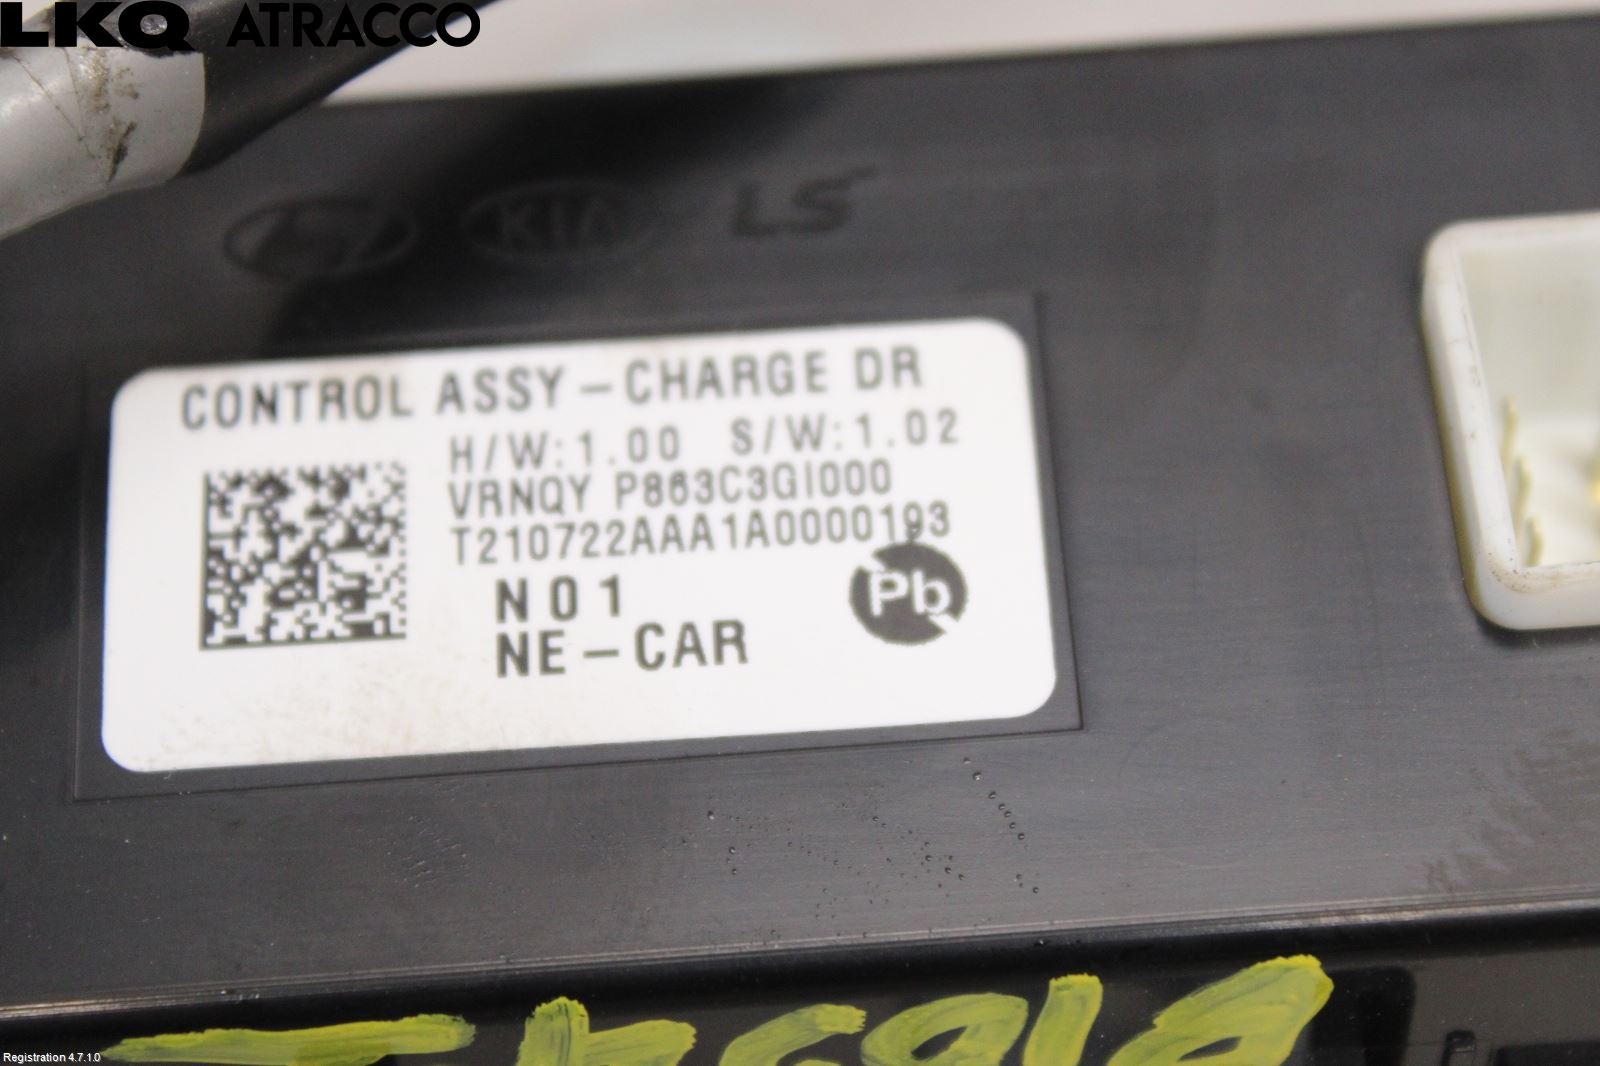 LKQ ATRACCO
KIA LS
CONTROL ASSY-CHARGE DR
H/W:1.00 S/W:1.02
VRNQY P863C3GI000
T210722AAA1A0000193
N01
NE-CAR
Pb
Registration 4.7.1.0